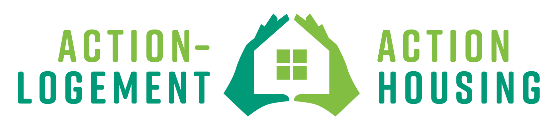 ACTION-
LOGEMENT
ACTION
HOUSING